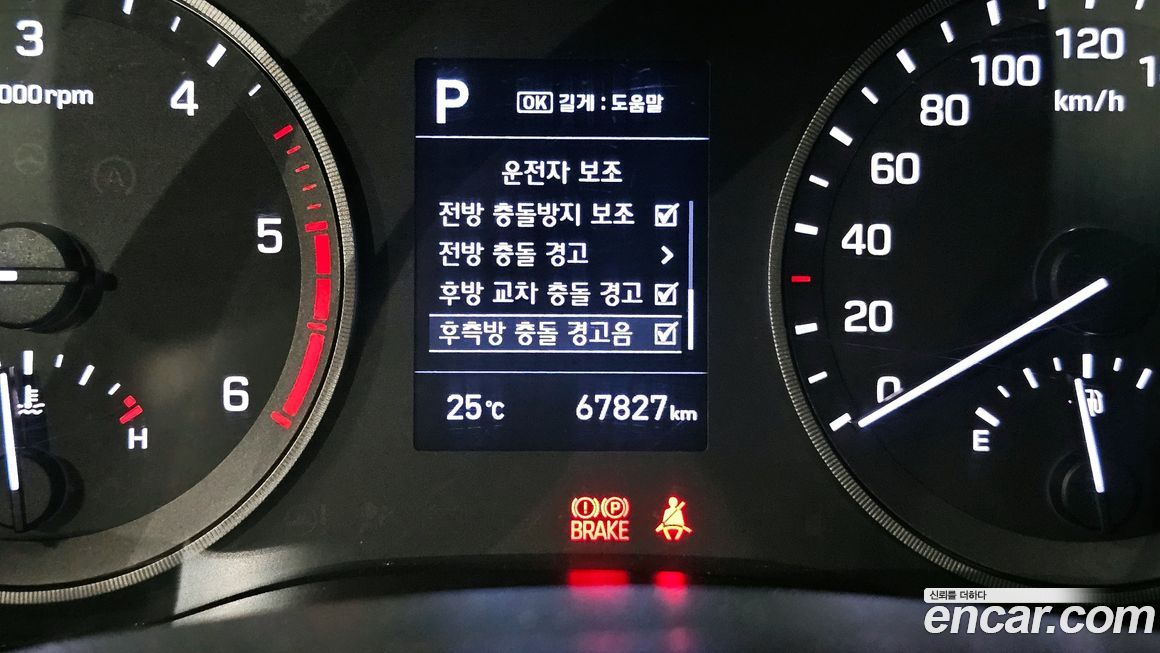 3
4
5
6
000rpm
H
P
OK 길게 : 도움말
운전자 보조
전방 충돌방지 보조
전방 충돌 경고
후방 교차 충돌 경고
후측방 충돌 경고음
25°C
67827km
BRAKE
0
20
40
60
80
100
120
km/h
E
신뢰를 더하다
encar.com